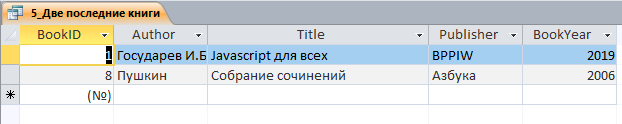 5_Две последние книги
BookID Author Title Publisher BookYear
1 Государев И.Б Javascript для всех BPPIW 2019
8 Пушкин Собрание сочинений Азбука 2006
(№)